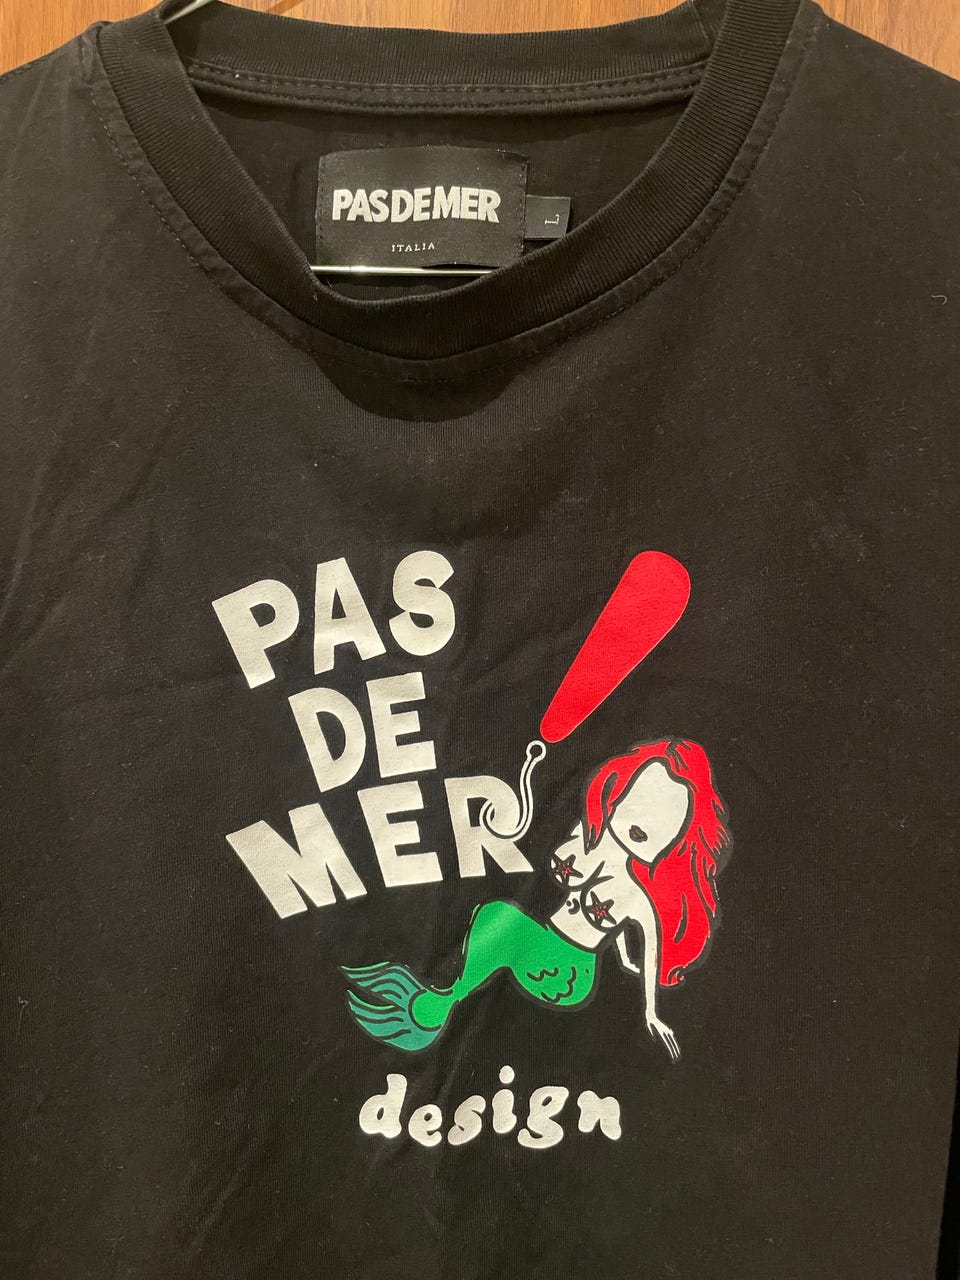 PASDEMER
ITALIA
L
PAS
DE
MER!
design